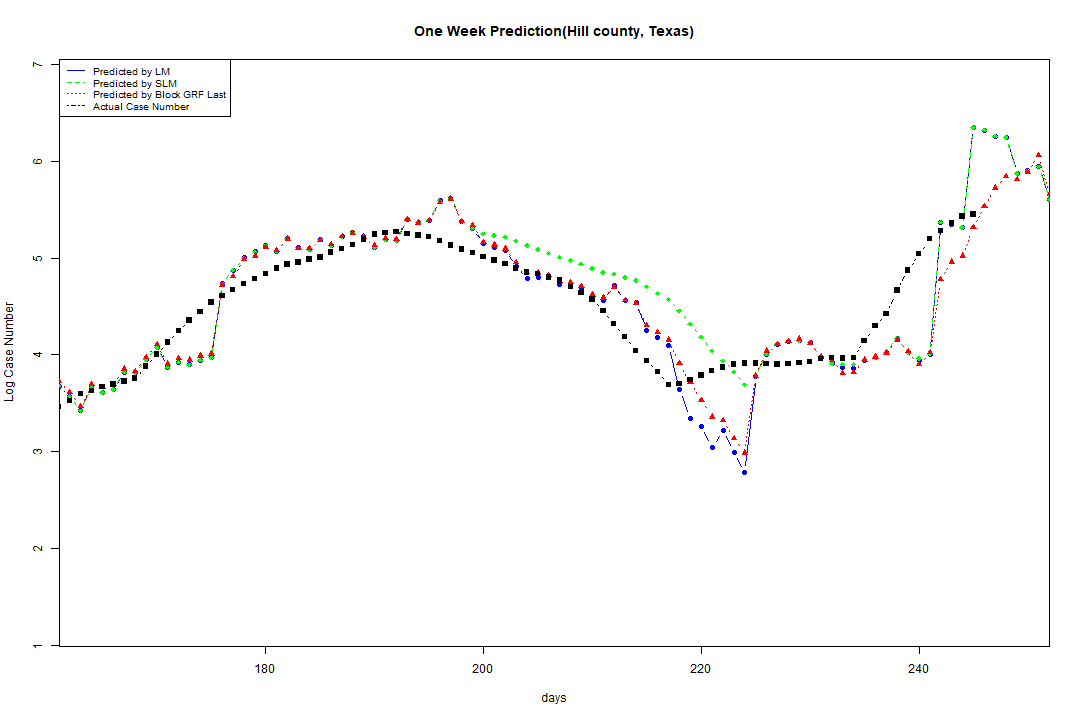 One Week Prediction(Hill county, Texas)
Predicted by LM
Predicted by SLM
Predicted by Block GRF Last
Actual Case Number
7
6
5
4
3
2
1
Log Case Number
180
200
220
240
days